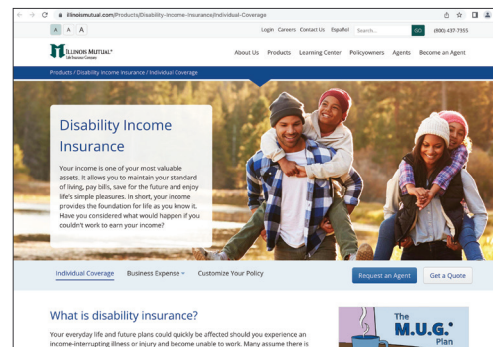 illinoismutual.com/Products/Disability-Income-Insurance/Individual-Coverage
A A A Login Careers Contact Us Español Search... GO (800) 437-7355
ILLINOIS MUTUAL®
Life Insurance Company
About Us Products Learning Center Policyowners Agents Become an Agent
Products / Disability Income Insurance / Individual Coverage
Disability Income
Insurance
Your income is one of your most valuable
assets. It allows you to maintain your standard
of living, pay bills, save for the future and enjoy
life's simple pleasures. In short, your income
provides the foundation for life as you know it.
Have you considered what would happen if you
couldn't work to earn your income?
Individual Coverage Business Expense Customize Your Policy Request an Agent Get a Quote
What is disability insurance?
Your everyday life and future plans could quickly be affected should you experience an
income-interrupting illness or injury and become unable to work. Many assume there is
The
M.U.G.®
Plan